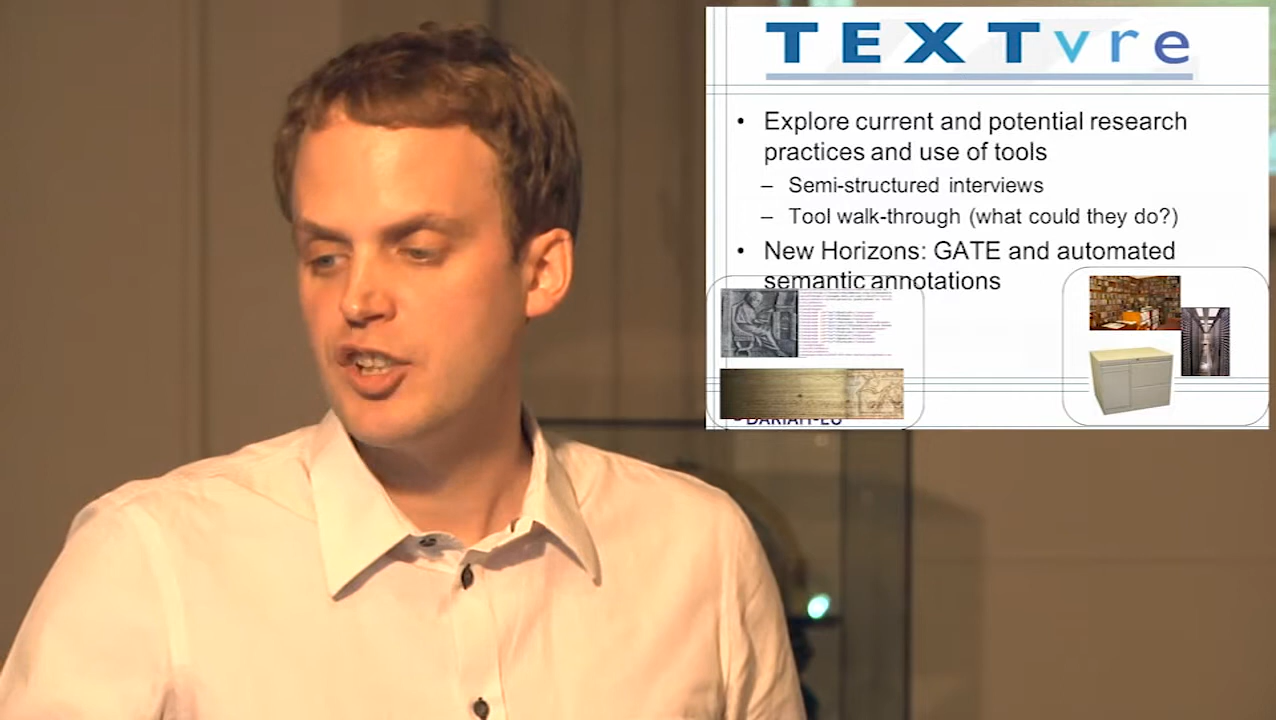 TEXTvre
• Explore current and potential research
practices and use of tools
– Semi-structured interviews
– Tool walk-through (what could they do?)
• New Horizons: GATE and automated
semantic annotations
DARIAH-EU